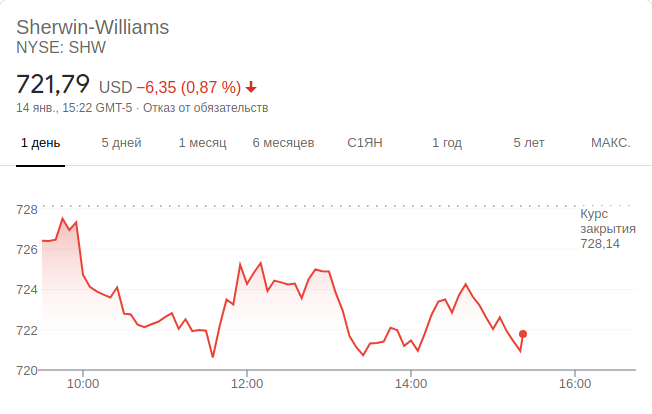 Sherwin-Williams
NYSE: SHW
721,79 USD −6,35 (0,87 %)
14 янв., 15:22 GMT-5 · Отказ от обязательств
1 день 5 дней 1 месяц 6 месяцев С1ЯН 1 год 5 лет МАКС.
728
Курс
закрытия
728,14
726
724
722
720
10:00 12:00 14:00 16:00